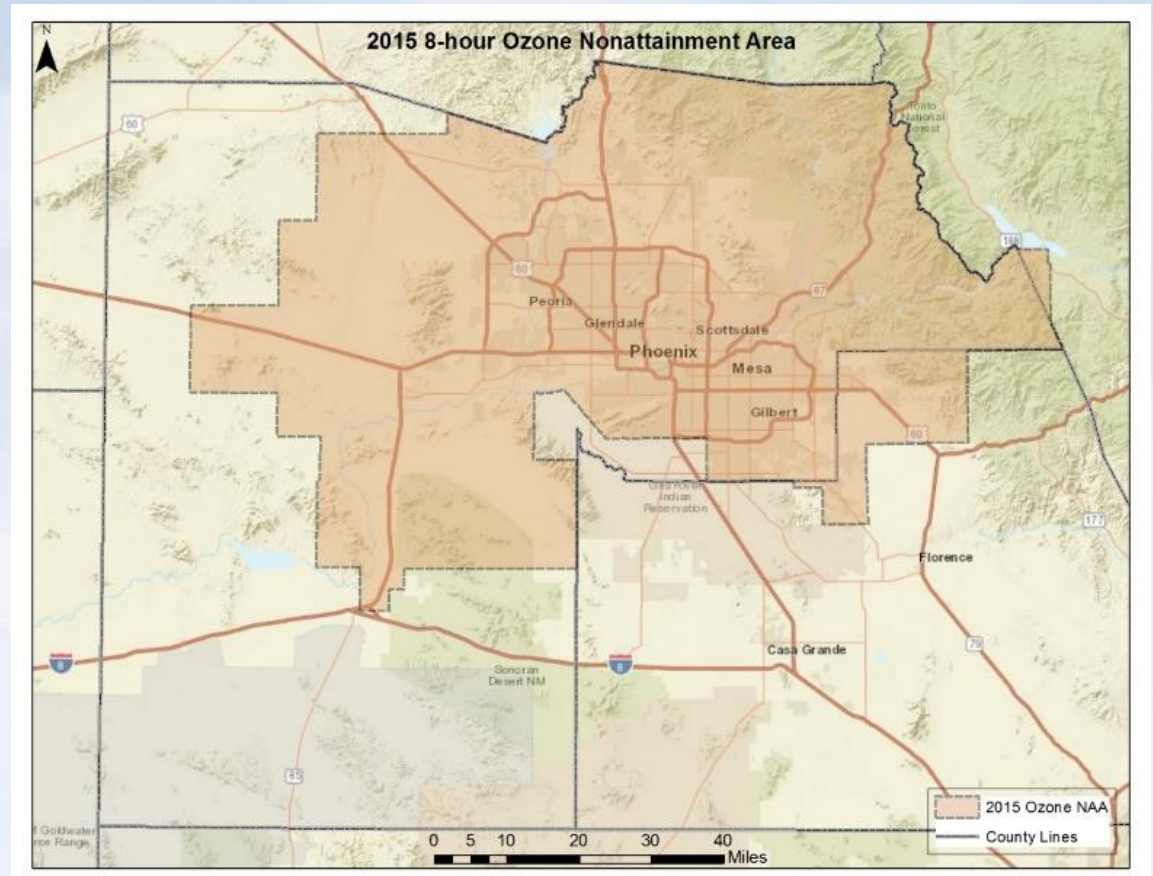 N
2015 8-hour Ozone Nonattainment Area
60
Tonto
National
Forest
188
60
87
Peoria
Glendale
Scottsdale
Phoenix
Mesa
Gilbert
60
Gila River
Indian
Reservation
177
Florence
79
Casa Grande
8
8
Sonoran
Desert NM
85
Goldwater
Range
2015 Ozone NAA
County Lines
0 5 10 20 30 40
Miles